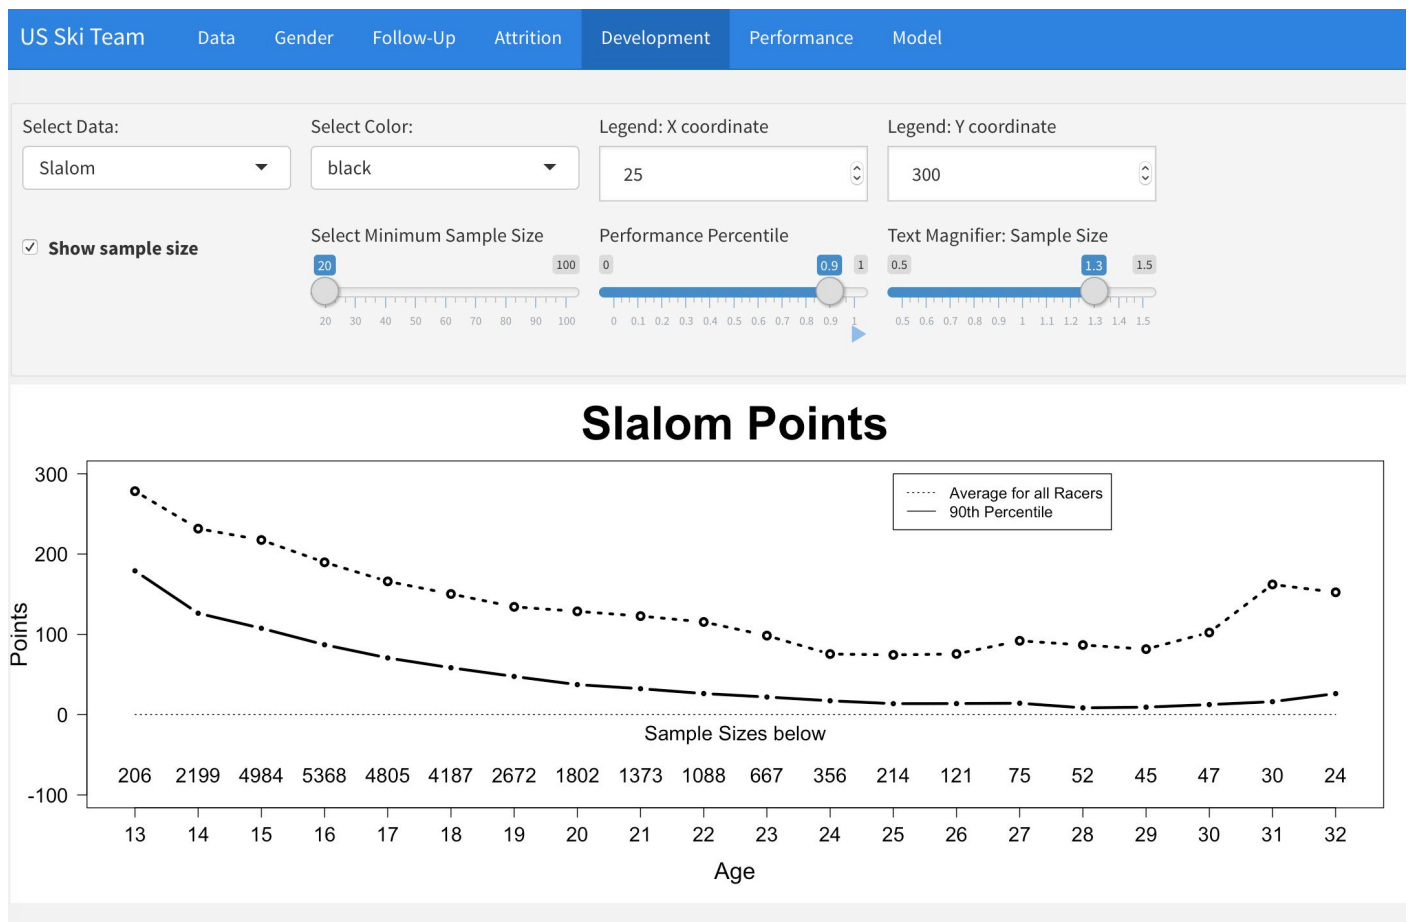 US Ski Team Data Gender Follow-Up Attrition Development Performance Model
Select Data: Select Color: Legend: X coordinate Legend: Y coordinate
Slalom black 25 300
Show sample size
Select Minimum Sample Size Performance Percentile Text Magnifier: Sample Size
20 100 0 0.9 1 0.5 1.3 1.5
20 30 40 50 60 70 80 90 100 0 0.1 0.2 0.3 0.4 0.5 0.6 0.7 0.8 0.9 1 0.5 0.6 0.7 0.8 0.9 1 1.1 1.2 1.3 1.4 1.5
Slalom Points
300
Average for all Racers
90th Percentile
200
100
Points
0
Sample Sizes below
206 2199 4984 5368 4805 4187 2672 1802 1373 1088 667 356 214 121 75 52 45 47 30 24
-100
13 14 15 16 17 18 19 20 21 22 23 24 25 26 27 28 29 30 31 32
Age